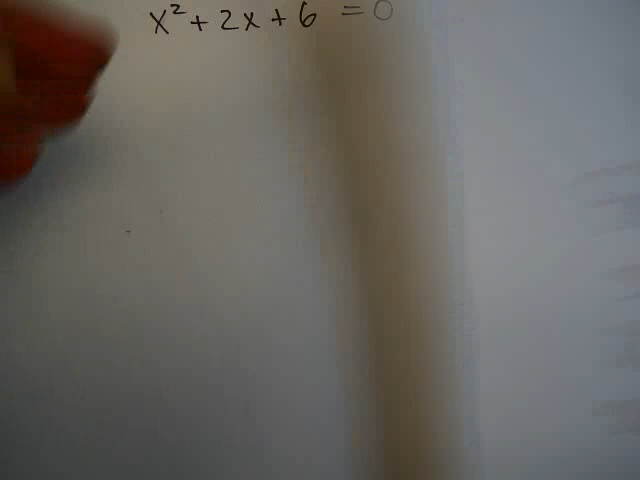 x² + 2x + 6 = 0